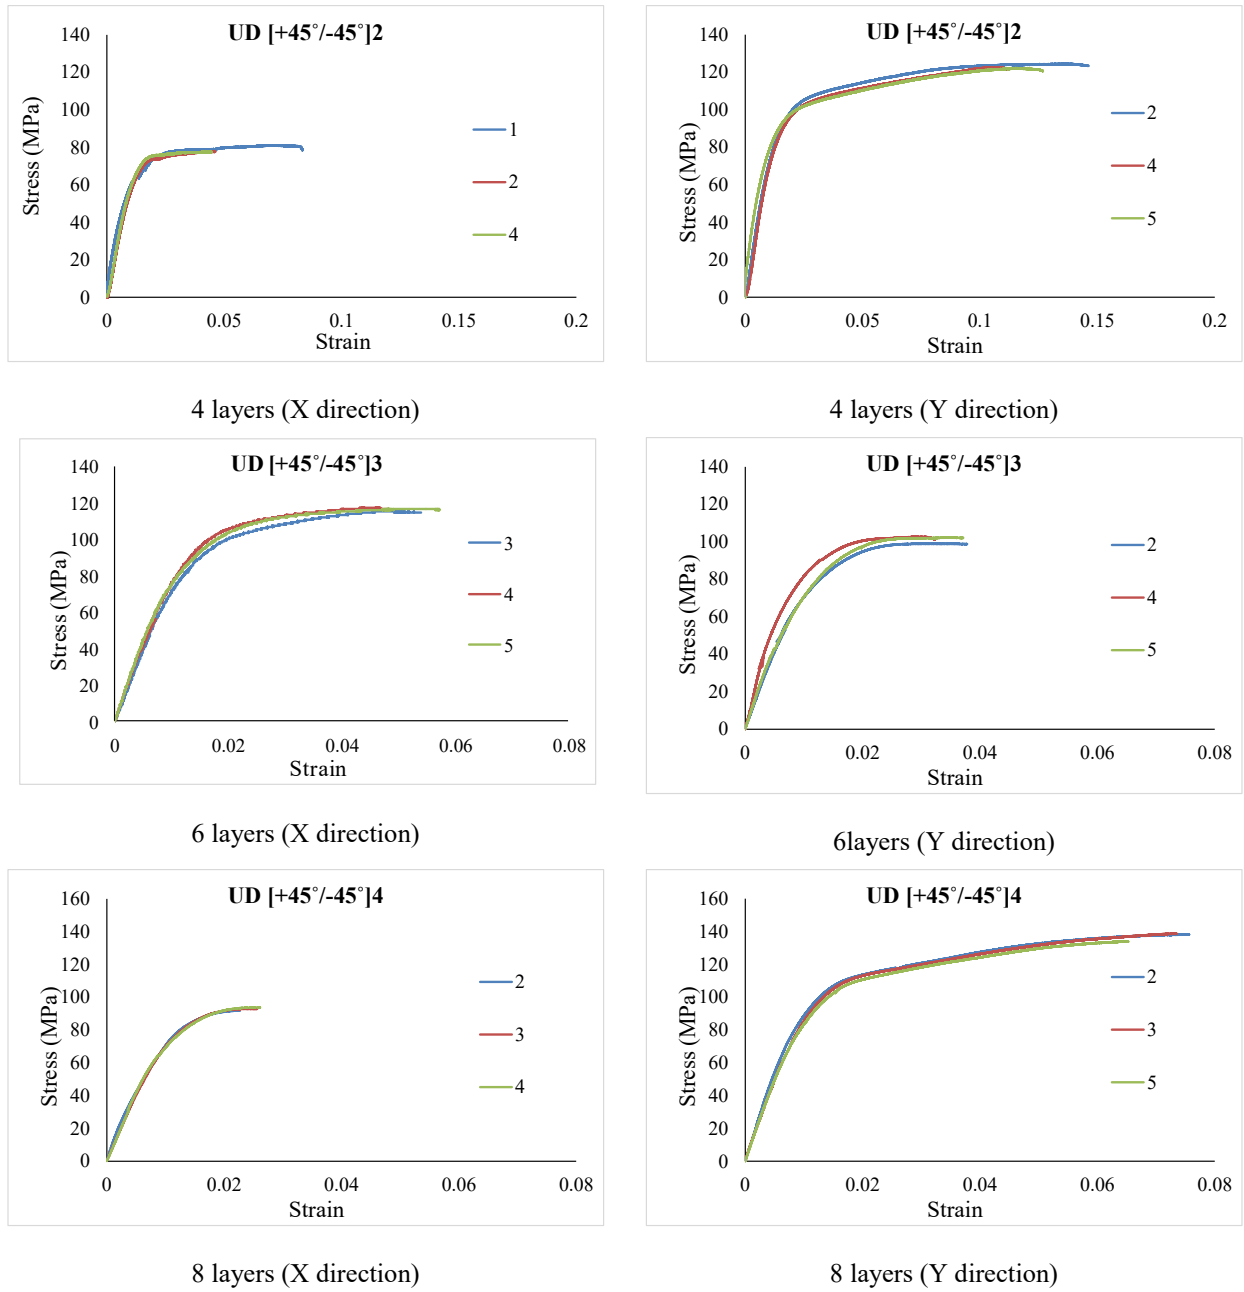 UD [+45˚/-45˚]2
140
120
100
80
60
40
20
0
Stress (MPa)
1
2
4
0 0.05 0.1 0.15 0.2
Strain
4 layers (X direction)
UD [+45˚/-45˚]2
140
120
100
80
60
40
20
0
Stress (MPa)
2
4
5
0 0.05 0.1 0.15 0.2
Strain
4 layers (Y direction)
UD [+45˚/-45˚]3
140
120
100
80
60
40
20
0
Stress (MPa)
3
4
5
0 0.02 0.04 0.06 0.08
Strain
6 layers (X direction)
UD [+45˚/-45˚]3
140
120
100
80
60
40
20
0
Stress (MPa)
2
4
5
0 0.02 0.04 0.06 0.08
Strain
6layers (Y direction)
UD [+45˚/-45˚]4
160
140
120
100
80
60
40
20
0
Stress (MPa)
2
3
4
0 0.02 0.04 0.06 0.08
Strain
8 layers (X direction)
UD [+45˚/-45˚]4
160
140
120
100
80
60
40
20
0
Stress (MPa)
2
3
5
0 0.02 0.04 0.06 0.08
Strain
8 layers (Y direction)